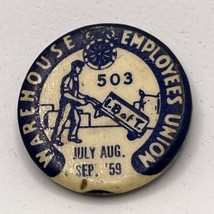 WAREHOUSE EMPLOYEES UNION
503
I.B.of T.
JULY AUG.
SEP. '59